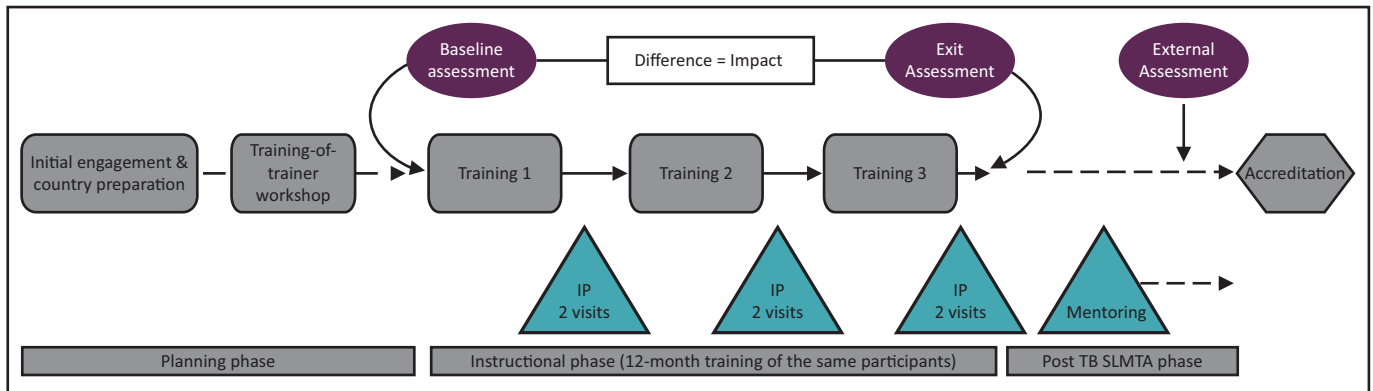 Baseline
assessment
Difference = Impact
Exit
Assessment
External
Assessment
Initial engagement &
country preparation
Training-of-
trainer
workshop
Training 1
Training 2
Training 3
Accreditation
IP
2 visits
IP
2 visits
IP
2 visits
Mentoring
Planning phase
Instructional phase (12-month training of the same participants)
Post TB SLMTA phase